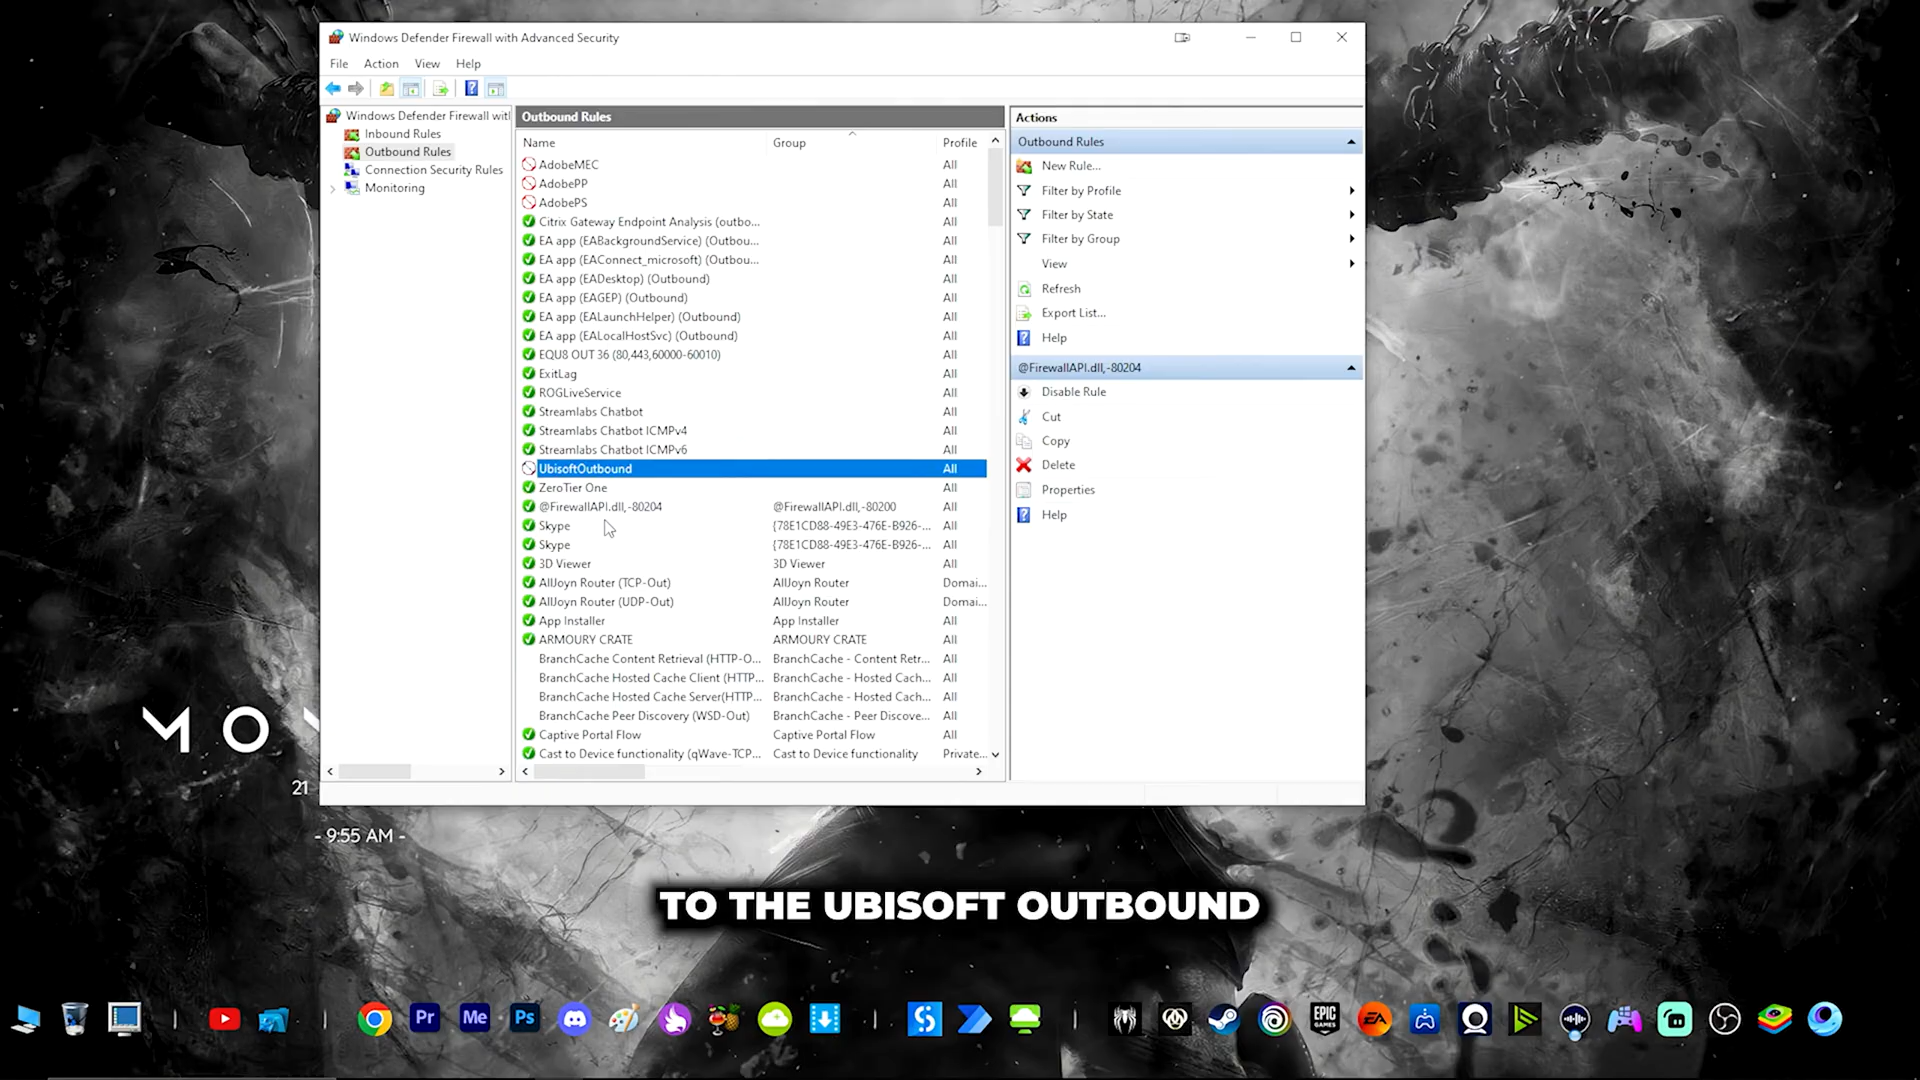 Windows Defender Firewall with Advanced Security
File Action View Help
Windows Defender Firewall wit
Inbound Rules
Outbound Rules
Connection Security Rules
Monitoring
Outbound Rules
Name Group Profile
AdobeMEC All
AdobePP All
AdobePS All
Citrix Gateway Endpoint Analysis (outbo... All
EA app (EABackgroundService) (Outbou... All
EA app (EAConnect_microsoft) (Outbou... All
EA app (EADesktop) (Outbound) All
EA app (EAGEP) (Outbound) All
EA app (EALaunchHelper) (Outbound) All
EA app (EALocalHostSvc) (Outbound) All
EQU8 OUT 36 (80,443,60000-60010) All
ExitLag All
ROGLiveService All
Streamlabs Chatbot All
Streamlabs Chatbot ICMPv4 All
Streamlabs Chatbot ICMPv6 All
UbisoftOutbound All
ZeroTier One All
@FirewallAPI.dll,-80204 @FirewallAPI.dll,-80200 All
Skype {78E1CD88-49E3-476E-B926-... All
Skype {78E1CD88-49E3-476E-B926-... All
3D Viewer 3D Viewer All
AllJoyn Router (TCP-Out) AllJoyn Router Domai...
AllJoyn Router (UDP-Out) AllJoyn Router Domai...
App Installer App Installer All
ARMOURY CRATE ARMOURY CRATE All
BranchCache Content Retrieval (HTTP-O... BranchCache - Content Retr... All
BranchCache Hosted Cache Client (HTTP... BranchCache - Hosted Cach... All
BranchCache Hosted Cache Server(HTTP... BranchCache - Hosted Cach... All
BranchCache Peer Discovery (WSD-Out) BranchCache - Peer Discove... All
Captive Portal Flow Captive Portal Flow All
Cast to Device functionality (qWave-TCP... Cast to Device functionality Private...
Actions
Outbound Rules
New Rule...
Filter by Profile
Filter by State
Filter by Group
View
Refresh
Export List...
Help
@FirewallAPI.dll,-80204
Disable Rule
Cut
Copy
Delete
Properties
Help
MO
21
- 9:55 AM -
TO THE UBISOFT OUTBOUND
Pr Me Ps
EPIC GAMES
EA